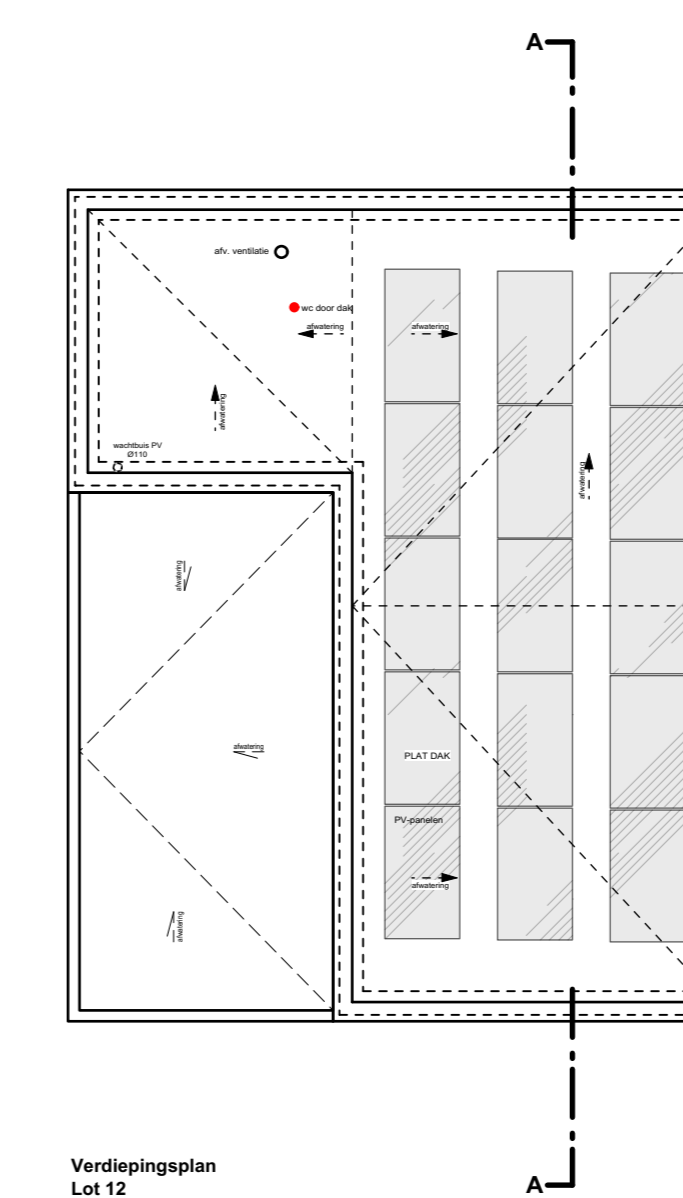 A
afv. ventilatie
wc door dak
afwatering
afwatering
afwatering
wachtbuis PV
Ø110
afwatering
afwatering
afwatering
PLAT DAK
PV-panelen
afwatering
afwatering
Verdiepingsplan
Lot 12
A